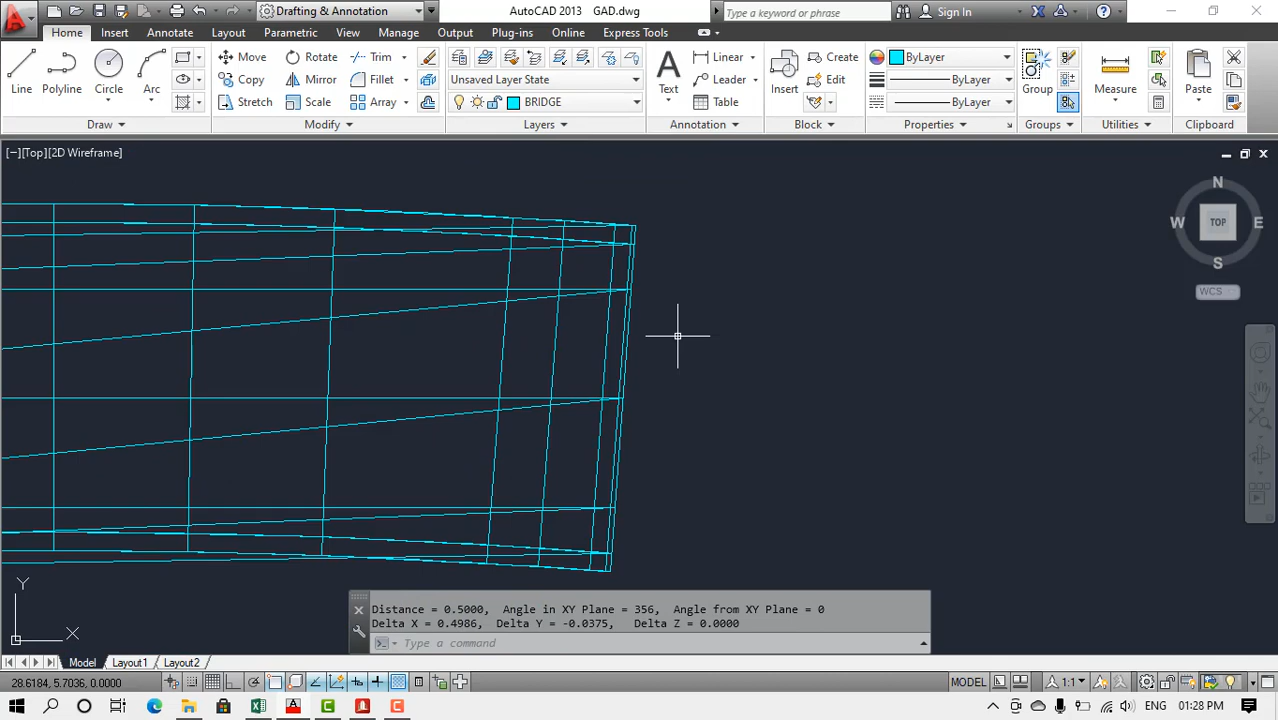 Drafting & Annotation
AutoCAD 2013 GAD.dwg
Type a keyword or phrase
Sign In
Home Insert Annotate Layout Parametric View Manage Output Plug-ins Online Express Tools
Line Polyline Circle Arc
Move Rotate Trim
Copy Mirror Fillet
Stretch Scale Array
Unsaved Layer State
BRIDGE
Text
Linear
Leader
Table
Insert
Create
Edit
ByLayer
ByLayer
ByLayer
Group
Measure
Paste
Draw Modify Layers Annotation Block Properties Groups Utilities Clipboard
[−][Top][2D Wireframe]
N
W TOP E
S
WCS
Y
X
Distance = 0.5000, Angle in XY Plane = 356, Angle from XY Plane = 0
Delta X = 0.4986, Delta Y = -0.0375, Delta Z = 0.0000
Type a command
Model Layout1 Layout2
28.6184, 5.7036, 0.0000
MODEL
1:1
ENG 01:28 PM